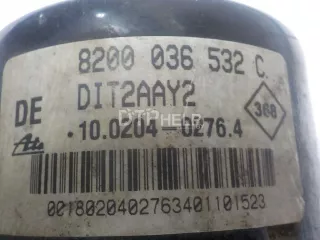 8200 036 532 C.
DE DIT2AAY2
368
·10.0204-0276.4
Ate
0018020402763401101523